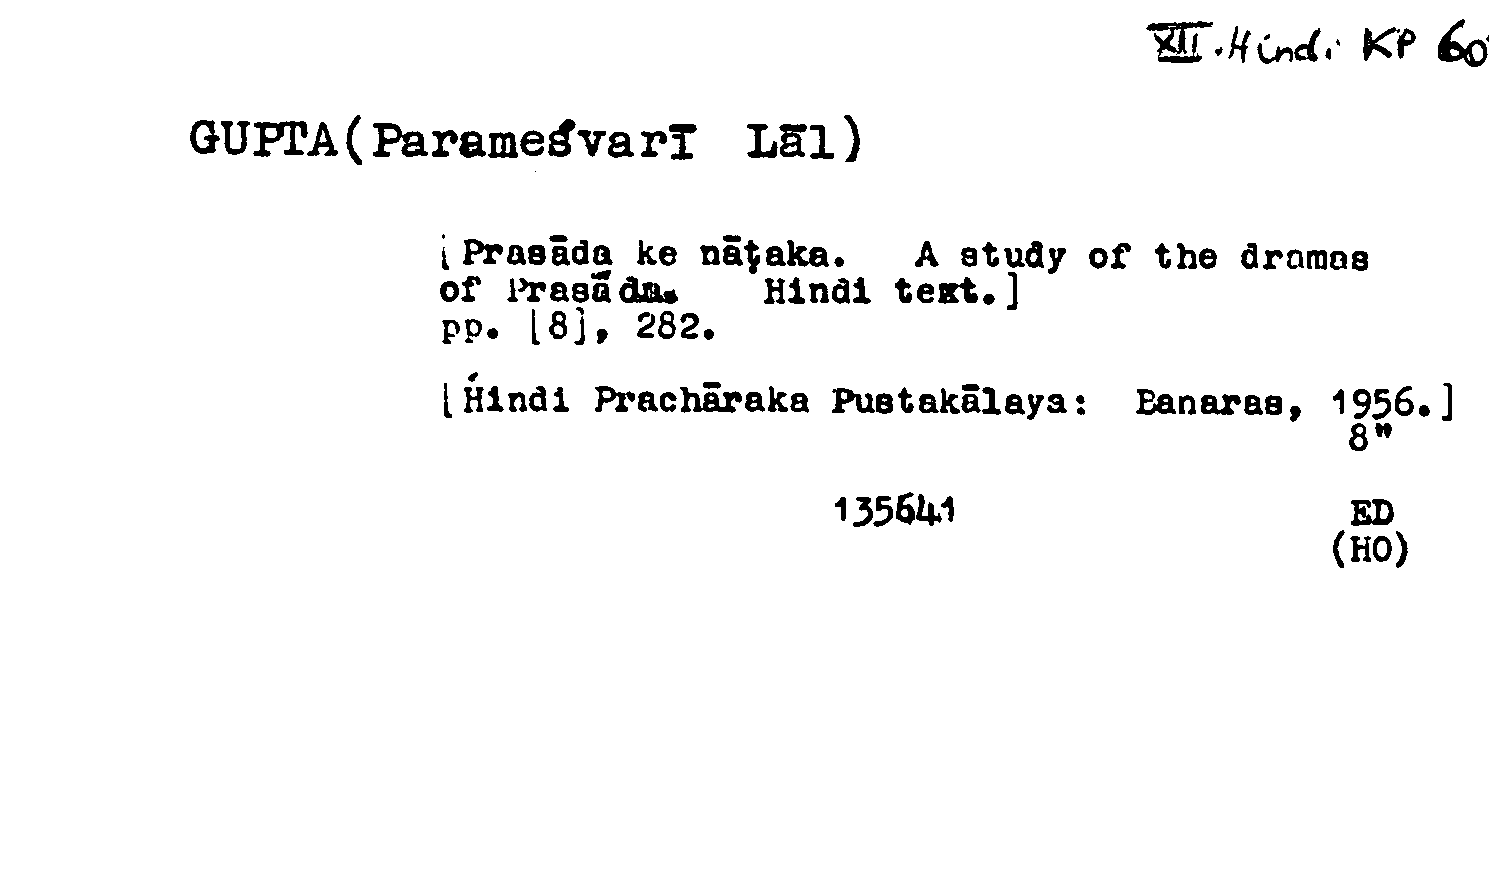 XII. Hindi KP 60
GUPTA(Parameśvarī Lāl)
[Prasāda ke nāṭaka. A study of the dramas
of Prasāda. Hindi text.]
pp. [8], 282.
[Hindi Prachāraka Pustakālaya: Banaras, 1956.]
8"
135641 ED
(HO)